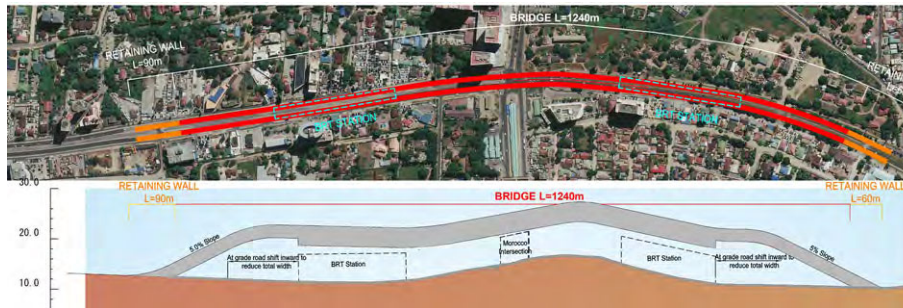 BRIDGE L=1240m
RETAINING WALL
L=90m
BRT STATION
BRT STATION
30.0
RETAINING WALL
L=90m
BRIDGE L=1240m
RETAINING WALL
L=60m
20.0
5.0% Slope
Morocco
Intersection
5% Slope
At grade road shift inward to
reduce total width
BRT Station
BRT Station
At grade road shift inward to
reduce total width
10.0